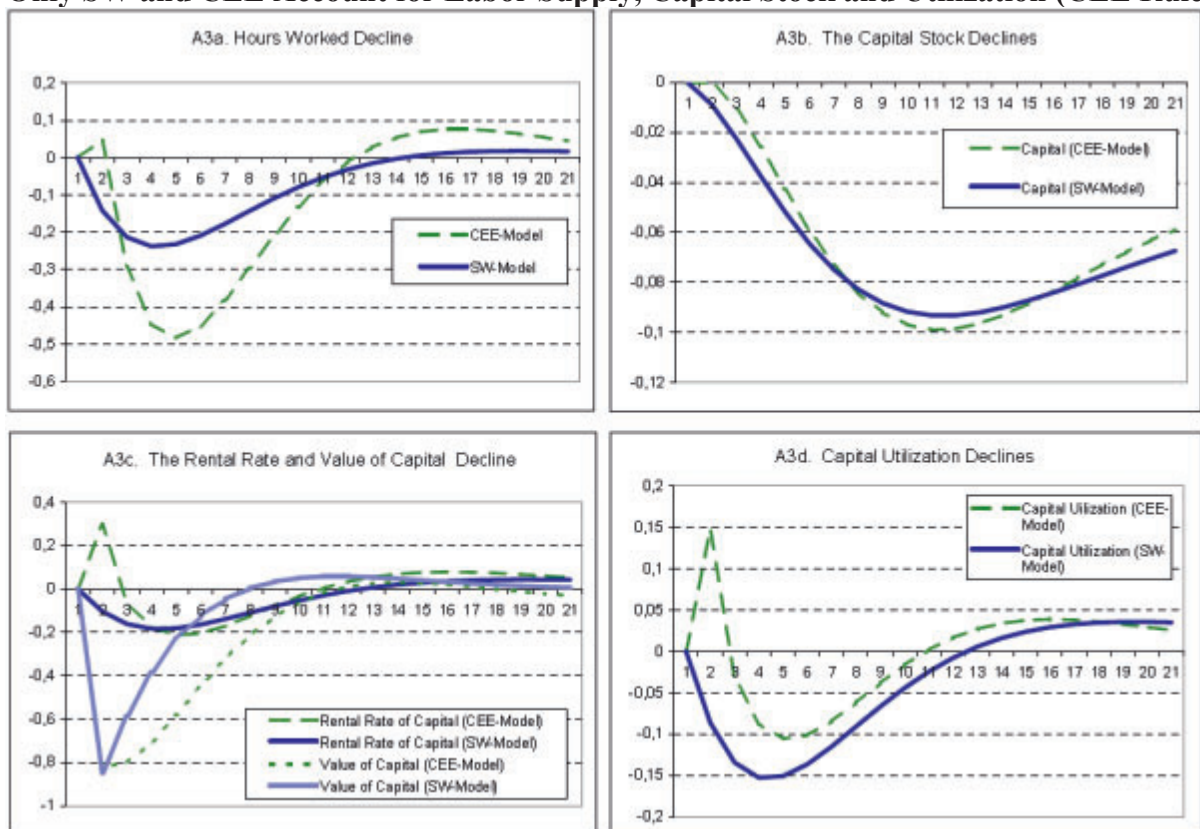 Only SW and CEE Account for Labor Supply, Capital Stock and Utilization (CEE Rule
A3a. Hours Worked Decline
0,2
0,1
0
-0,1
-0,2
-0,3
-0,4
-0,5
-0,6
1 2 3 4 5 6 7 8 9 10 11 12 13 14 15 16 17 18 19 20 21
CEE-Model
SW-Model
A3b. The Capital Stock Declines
0
-0,02
-0,04
-0,06
-0,08
-0,1
-0,12
1 2 3 4 5 6 7 8 9 10 11 12 13 14 15 16 17 18 19 20 21
Capital (CEE-Model)
Capital (SW-Model)
A3c. The Rental Rate and Value of Capital Decline
0,4
0,2
0
-0,2
-0,4
-0,6
-0,8
-1
1 2 3 4 5 6 7 8 9 10 11 12 13 14 15 16 17 18 19 20 21
Rental Rate of Capital (CEE-Model)
Rental Rate of Capital (SW-Model)
Value of Capital (CEE-Model)
Value of Capital (SW-Model)
A3d. Capital Utilization Declines
0,2
0,15
0,1
0,05
0
-0,05
-0,1
-0,15
-0,2
1 2 3 4 5 6 7 8 9 10 11 12 13 14 15 16 17 18 19 20 21
Capital Uilization (CEE-
Model)
Capital Utilization (SW-
Model)